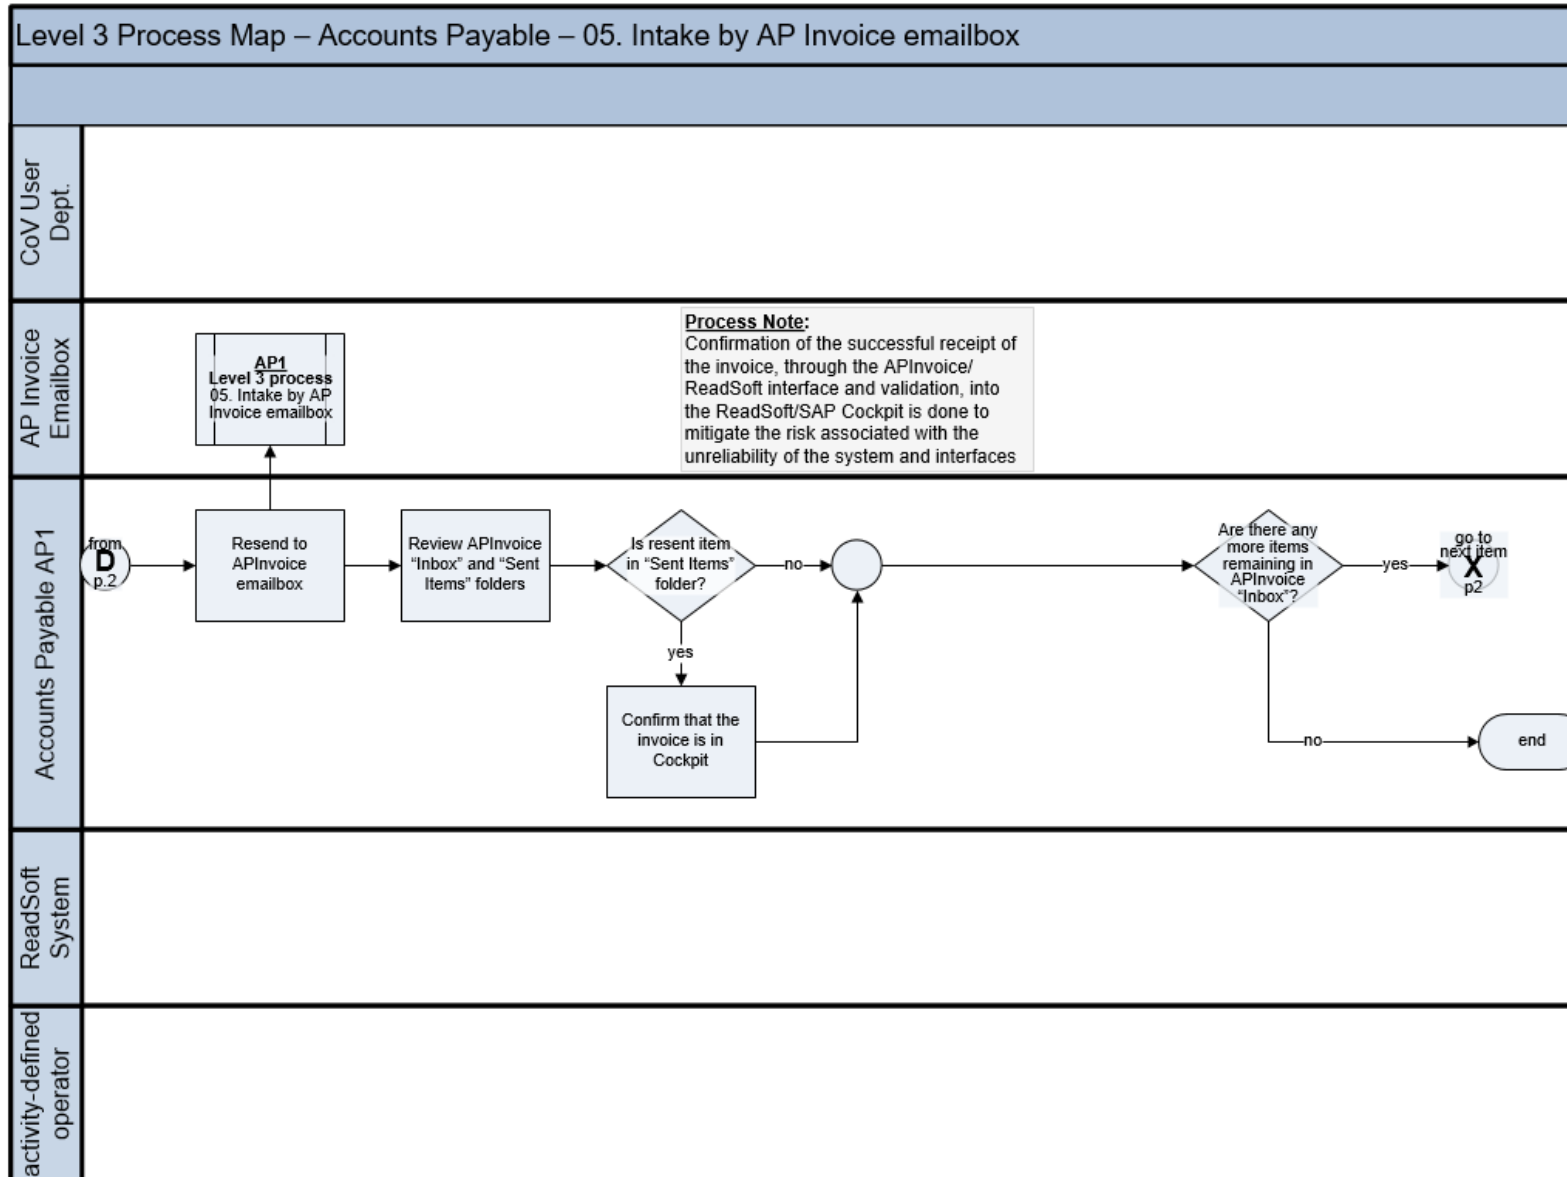 Level 3 Process Map – Accounts Payable – 05. Intake by AP Invoice emailbox
CoV User
Dept.
AP Invoice
Emailbox
AP1
Level 3 process
05. Intake by AP
Invoice emailbox
Process Note:
Confirmation of the successful receipt of
the invoice, through the APInvoice/
ReadSoft interface and validation, into
the ReadSoft/SAP Cockpit is done to
mitigate the risk associated with the
unreliability of the system and interfaces
Accounts Payable AP1
from
D
p.2
Resend to
APInvoice
emailbox
Review APInvoice
“Inbox” and “Sent
Items” folders
Is resent item
in “Sent Items”
folder?
no
yes
Confirm that the
invoice is in
Cockpit
Are there any
more items
remaining in
APInvoice
“Inbox”?
yes
go to
next item
X
p2
no
end
ReadSoft
System
activity-defined
operator